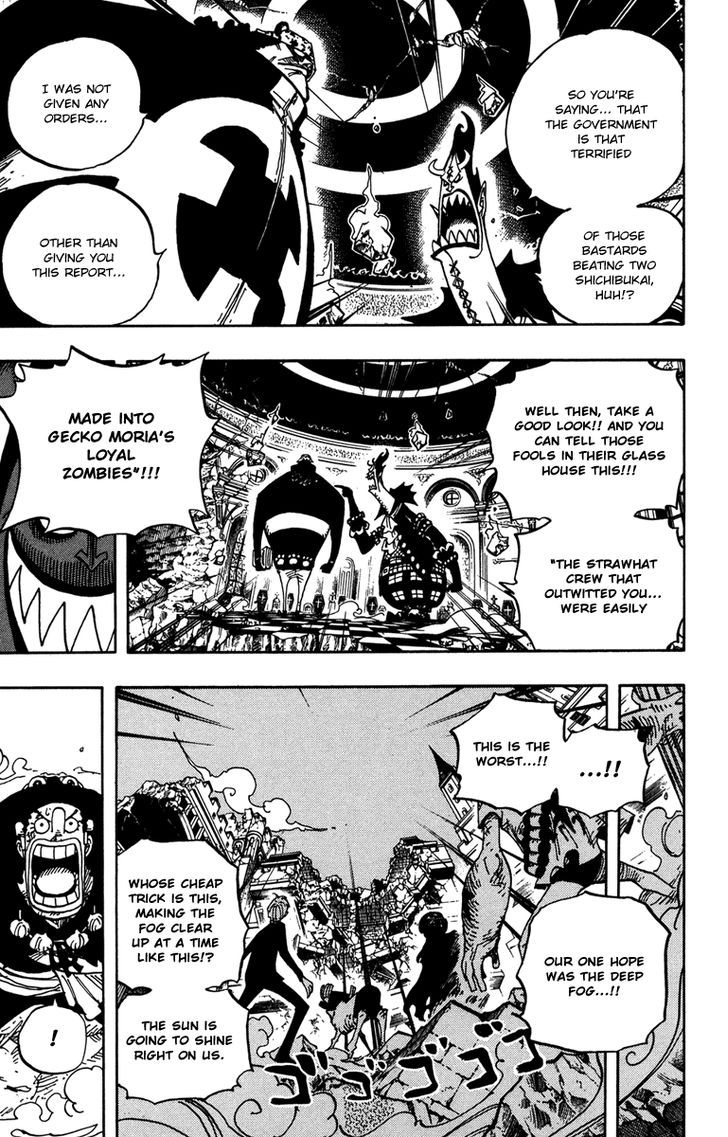 SO YOU'RE
SAYING... THAT
THE GOVERNMENT
IS THAT
TERRIFIED
OF THOSE
BASTARDS
BEATING TWO
SHICHIBUKAI,
HUH!?
I WAS NOT
GIVEN ANY
ORDERS...
OTHER THAN
GIVING YOU
THIS REPORT...
WELL THEN, TAKE A
GOOD LOOK!! AND YOU
CAN TELL THOSE
FOOLS IN THEIR GLASS
HOUSE THIS!!!
"THE STRAWHAT
CREW THAT
OUTWITTED YOU...
WERE EASILY
MADE INTO
GECKO MORIA'S
LOYAL
ZOMBIES"!!!
...!!
THIS IS THE
WORST...!!
OUR ONE HOPE
WAS THE DEEP
FOG...!!
WHOSE CHEAP
TRICK IS THIS,
MAKING THE
FOG CLEAR
UP AT A TIME
LIKE THIS!?
THE SUN IS
GOING TO SHINE
RIGHT ON US.
ゴゴゴゴゴ
!